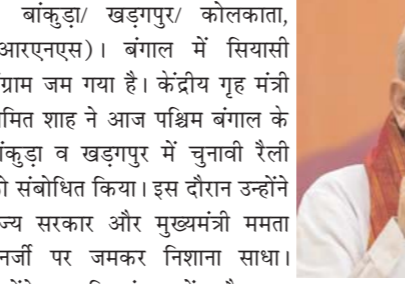 बांकुड़ा/ खड़गपुर/ कोलकाता,
आरएनएस)। बंगाल में सियासी
ग्राम जम गया है। केंद्रीय गृह मंत्री
मित शाह ने आज पश्चिम बंगाल के
ांकुड़ा व खड़गपुर में चुनावी रैली
ो संबोधित किया। इस दौरान उन्होंने
ज्य सरकार और मुख्यमंत्री ममता
नर्जी पर जमकर निशाना साधा।